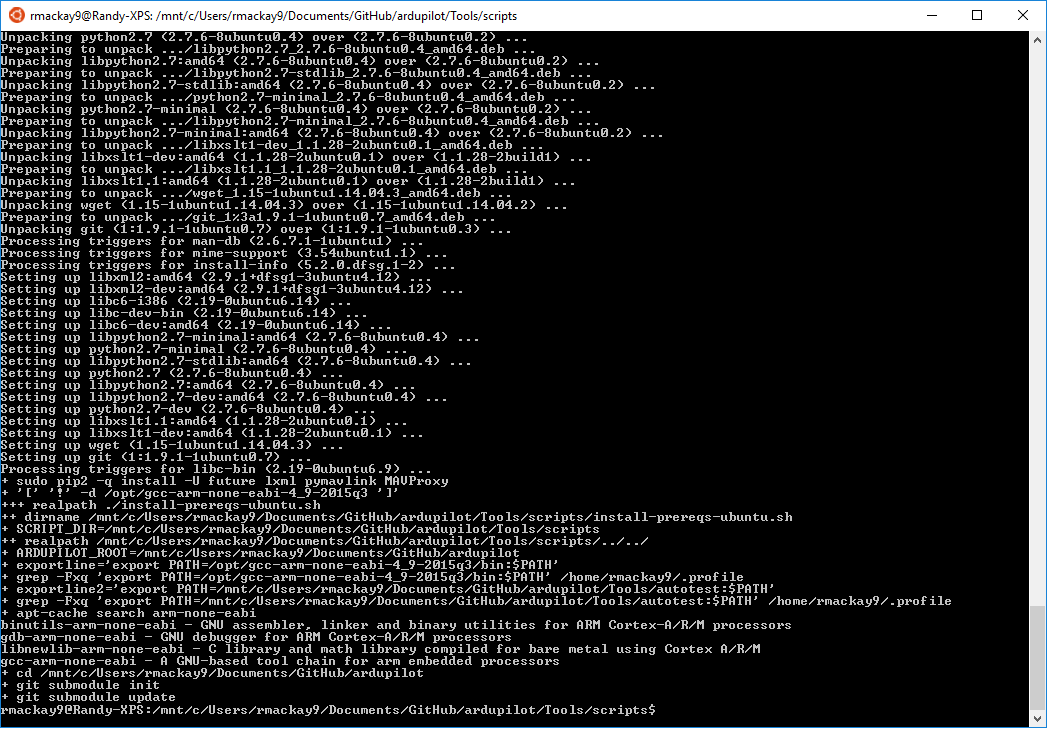 rmackay9@Randy-XPS: /mnt/c/Users/rmackay9/Documents/GitHub/ardupilot/Tools/scripts
Unpacking python2.7 (2.7.6-8ubuntu0.4) over (2.7.6-8ubuntu0.2) ...
Preparing to unpack .../libpython2.7_2.7.6-8ubuntu0.4_amd64.deb ...
Unpacking libpython2.7:amd64 (2.7.6-8ubuntu0.4) over (2.7.6-8ubuntu0.2) ...
Preparing to unpack .../libpython2.7-stdlib_2.7.6-8ubuntu0.4_amd64.deb ...
Unpacking libpython2.7-stdlib:amd64 (2.7.6-8ubuntu0.4) over (2.7.6-8ubuntu0.2) ...
Preparing to unpack .../python2.7-minimal_2.7.6-8ubuntu0.4_amd64.deb ...
Unpacking python2.7-minimal (2.7.6-8ubuntu0.4) over (2.7.6-8ubuntu0.2) ...
Preparing to unpack .../libpython2.7-minimal_2.7.6-8ubuntu0.4_amd64.deb ...
Unpacking libpython2.7-minimal:amd64 (2.7.6-8ubuntu0.4) over (2.7.6-8ubuntu0.2) ...
Preparing to unpack .../libxslt1-dev_1.1.28-2ubuntu0.1_amd64.deb ...
Unpacking libxslt1-dev:amd64 (1.1.28-2ubuntu0.1) over (1.1.28-2build1) ...
Preparing to unpack .../libxslt1.1_1.1.28-2ubuntu0.1_amd64.deb ...
Unpacking libxslt1.1:amd64 (1.1.28-2ubuntu0.1) over (1.1.28-2build1) ...
Preparing to unpack .../wget_1.15-1ubuntu1.14.04.3_amd64.deb ...
Unpacking wget (1.15-1ubuntu1.14.04.3) over (1.15-1ubuntu1.14.04.2) ...
Preparing to unpack .../git_1%3a1.9.1-1ubuntu0.7_amd64.deb ...
Unpacking git (1:1.9.1-1ubuntu0.7) over (1:1.9.1-1ubuntu0.3) ...
Processing triggers for man-db (2.6.7.1-1ubuntu1) ...
Processing triggers for mime-support (3.54ubuntu1.1) ...
Processing triggers for install-info (5.2.0.dfsg.1-2) ...
Setting up libxml2:amd64 (2.9.1+dfsg1-3ubuntu4.12) ...
Setting up libxml2-dev:amd64 (2.9.1+dfsg1-3ubuntu4.12) ...
Setting up libc6-i386 (2.19-0ubuntu6.14) ...
Setting up libc-dev-bin (2.19-0ubuntu6.14) ...
Setting up libc6-dev:amd64 (2.19-0ubuntu6.14) ...
Setting up libpython2.7-minimal:amd64 (2.7.6-8ubuntu0.4) ...
Setting up python2.7-minimal (2.7.6-8ubuntu0.4) ...
Setting up libpython2.7-stdlib:amd64 (2.7.6-8ubuntu0.4) ...
Setting up python2.7 (2.7.6-8ubuntu0.4) ...
Setting up libpython2.7:amd64 (2.7.6-8ubuntu0.4) ...
Setting up libpython2.7-dev:amd64 (2.7.6-8ubuntu0.4) ...
Setting up python2.7-dev (2.7.6-8ubuntu0.4) ...
Setting up libxslt1.1:amd64 (1.1.28-2ubuntu0.1) ...
Setting up libxslt1-dev:amd64 (1.1.28-2ubuntu0.1) ...
Setting up wget (1.15-1ubuntu1.14.04.3) ...
Setting up git (1:1.9.1-1ubuntu0.7) ...
Processing triggers for libc-bin (2.19-0ubuntu6.9) ...
+ sudo pip2 -q install -U future lxml pymavlink MAVProxy
+ '[' '!' -d /opt/gcc-arm-none-eabi-4_9-2015q3 ']'
+++ realpath ./install-prereqs-ubuntu.sh
++ dirname /mnt/c/Users/rmackay9/Documents/GitHub/ardupilot/Tools/scripts/install-prereqs-ubuntu.sh
+ SCRIPT_DIR=/mnt/c/Users/rmackay9/Documents/GitHub/ardupilot/Tools/scripts
++ realpath /mnt/c/Users/rmackay9/Documents/GitHub/ardupilot/Tools/scripts/../../
+ ARDUPILOT_ROOT=/mnt/c/Users/rmackay9/Documents/GitHub/ardupilot
+ exportline='export PATH=/opt/gcc-arm-none-eabi-4_9-2015q3/bin:$PATH'
+ grep -Fxq 'export PATH=/opt/gcc-arm-none-eabi-4_9-2015q3/bin:$PATH' /home/rmackay9/.profile
+ exportline2='export PATH=/mnt/c/Users/rmackay9/Documents/GitHub/ardupilot/Tools/autotest:$PATH'
+ grep -Fxq 'export PATH=/mnt/c/Users/rmackay9/Documents/GitHub/ardupilot/Tools/autotest:$PATH' /home/rmackay9/.profile
+ apt-cache search arm-none-eabi
binutils-arm-none-eabi - GNU assembler, linker and binary utilities for ARM Cortex-A/R/M processors
gdb-arm-none-eabi - GNU debugger for ARM Cortex-A/R/M processors
libnewlib-arm-none-eabi - C library and math library compiled for bare metal using Cortex A/R/M
gcc-arm-none-eabi - A GNU-based tool chain for arm embedded processors
+ cd /mnt/c/Users/rmackay9/Documents/GitHub/ardupilot
+ git submodule init
+ git submodule update
rmackay9@Randy-XPS:/mnt/c/Users/rmackay9/Documents/GitHub/ardupilot/Tools/scripts$